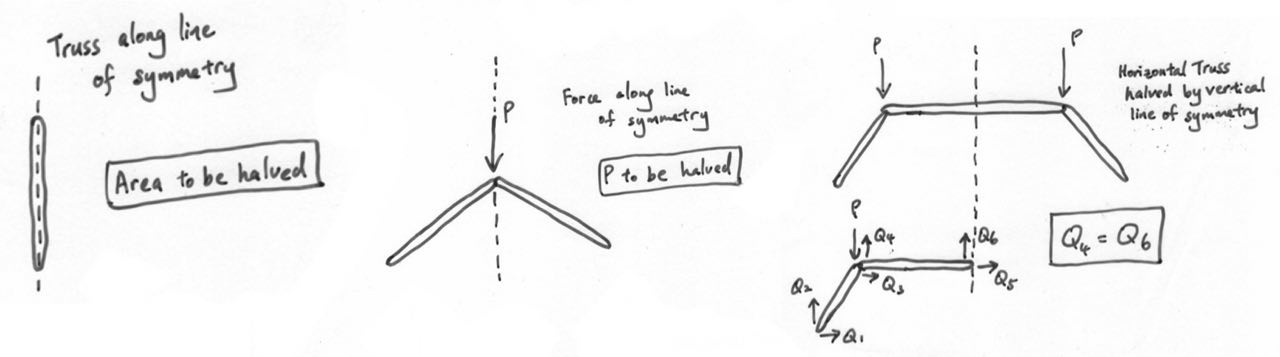 Truss along line
of symmetry
Area to be halved
P
Force along line
of symmetry
P to be halved
P
P
Horizontal Truss
halved by vertical
line of symmetry
P
Q4
Q6
Q3
Q5
Q2
Q1
Q4 = Q6